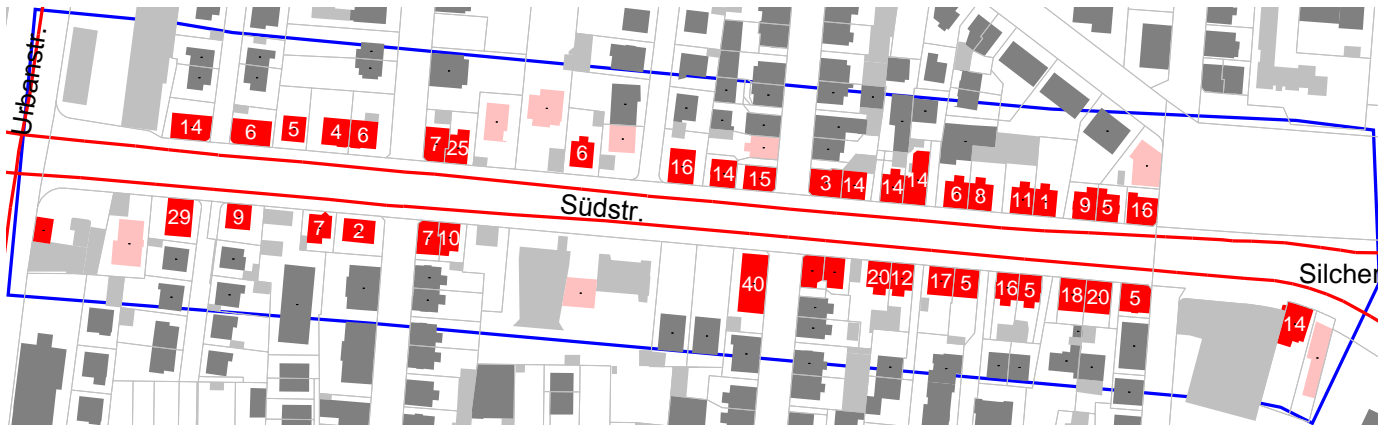 Urbanstr.
14 6 5 4 6 7 25 6 16 14 15 3 14 14 14 6 8 11 1 9 5 16
Südstr.
29 9 7 2 7 10 40 20 12 17 5 16 5 18 20 5 14
Silcher